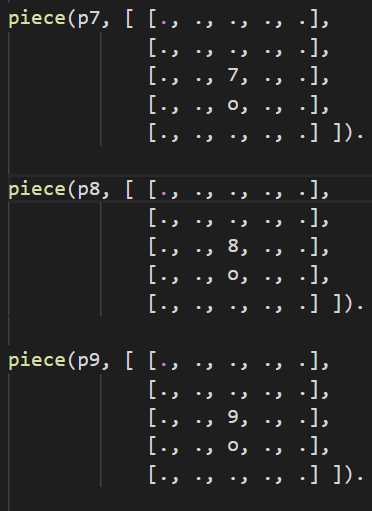 piece(p7, [ [., ., ., ., .],
[., ., ., ., .],
[., ., 7, ., .],
[., ., o, ., .],
[., ., ., ., .] ]).
piece(p8, [ [., ., ., ., .],
[., ., ., ., .],
[., ., 8, ., .],
[., ., o, ., .],
[., ., ., ., .] ]).
piece(p9, [ [., ., ., ., .],
[., ., ., ., .],
[., ., 9, ., .],
[., ., o, ., .],
[., ., ., ., .] ]).